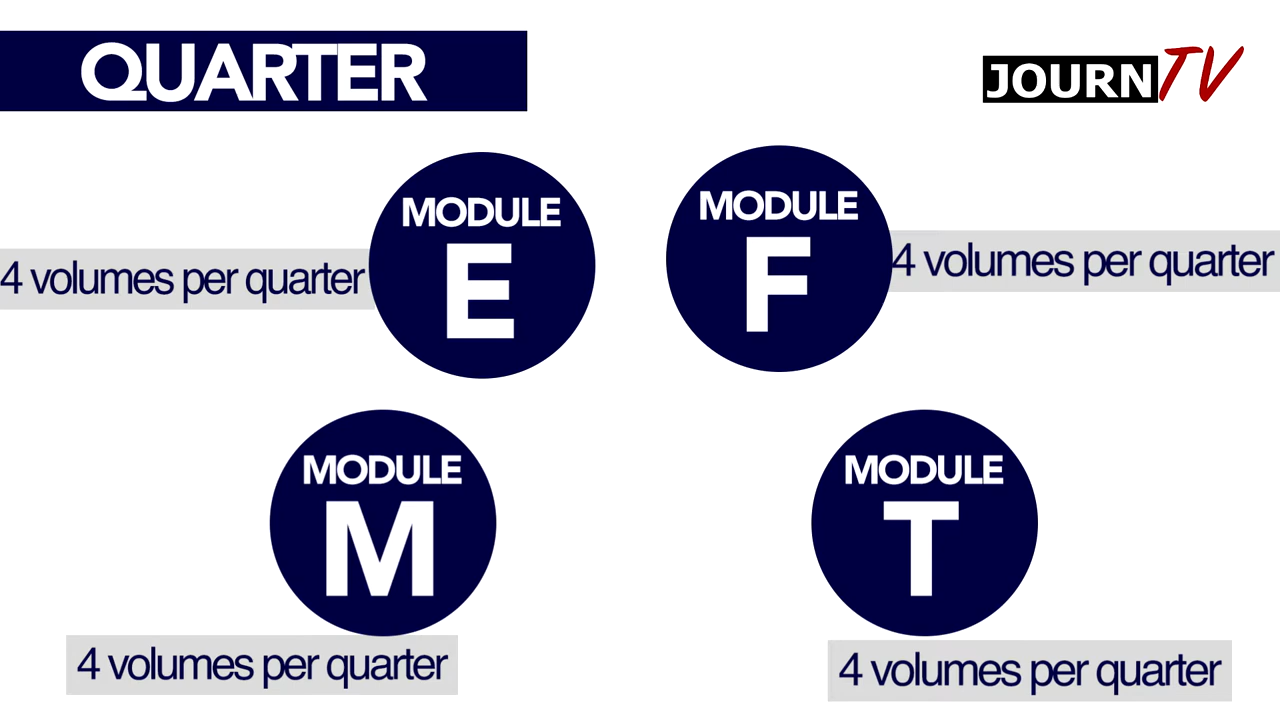 QUARTER
JOURNTV
MODULE
E
4 volumes per quarter
MODULE
F
4 volumes per quarter
MODULE
M
4 volumes per quarter
MODULE
T
4 volumes per quarter